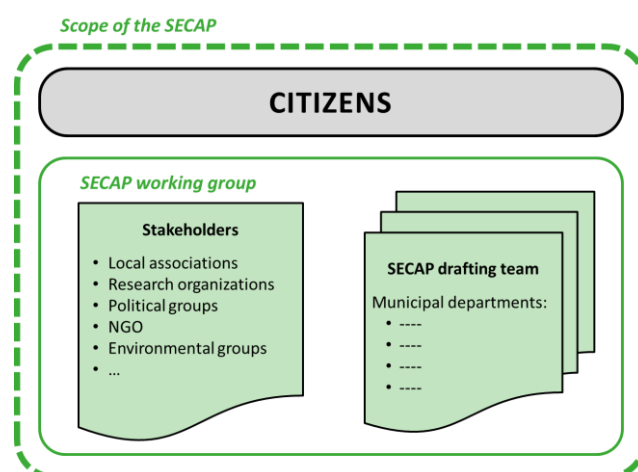 Scope of the SECAP
CITIZENS
SECAP working group
Stakeholders
• Local associations
• Research organizations
• Political groups
• NGO
• Environmental groups
• ...
SECAP drafting team
Municipal departments:
• ----
• ----
• ----
• ----